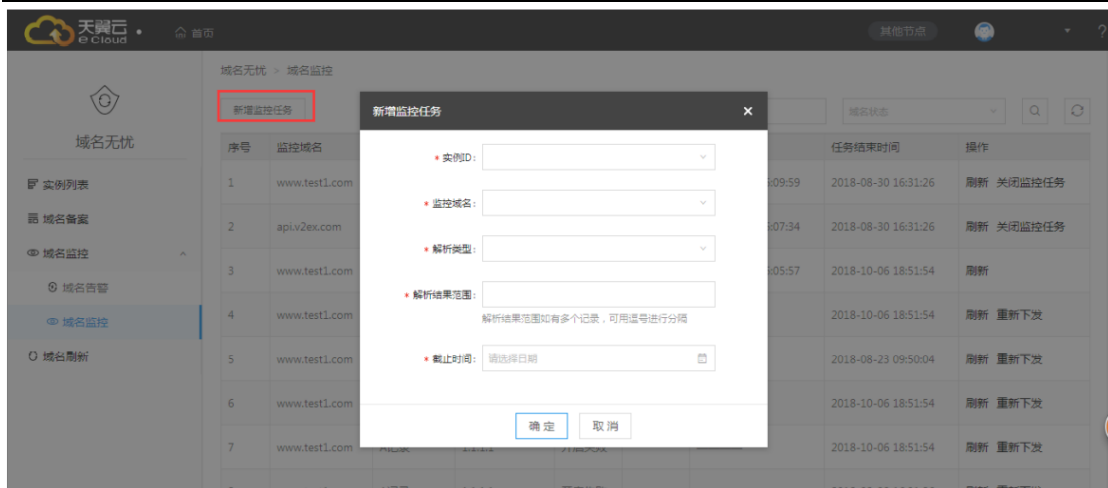 天翼云
e Cloud
首页
其他节点
?
域名无忧 > 域名监控
新增监控任务
域名状态
域名无忧
实例列表
域名备案
域名监控
域名告警
域名监控
域名刷新
新增监控任务 ×
* 实例ID:
* 监控域名:
* 解析类型:
* 解析结果范围:
解析结果范围如有多个记录,可用逗号进行分隔
* 截止时间: 请选择日期
确定 取消
序号 监控域名 任务结束时间 操作
1 www.test1.com :09:59 2018-08-30 16:31:26 刷新 关闭监控任务
2 api.v2ex.com :07:34 2018-08-30 16:31:26 刷新 关闭监控任务
3 www.test1.com :05:57 2018-10-06 18:51:54 刷新
4 www.test1.com 2018-10-06 18:51:54 刷新 重新下发
5 www.test1.com 2018-08-23 09:50:04 刷新 重新下发
6 www.test1.com 2018-10-06 18:51:54 刷新 重新下发
7 www.test1.com 2018-10-06 18:51:54 刷新 重新下发